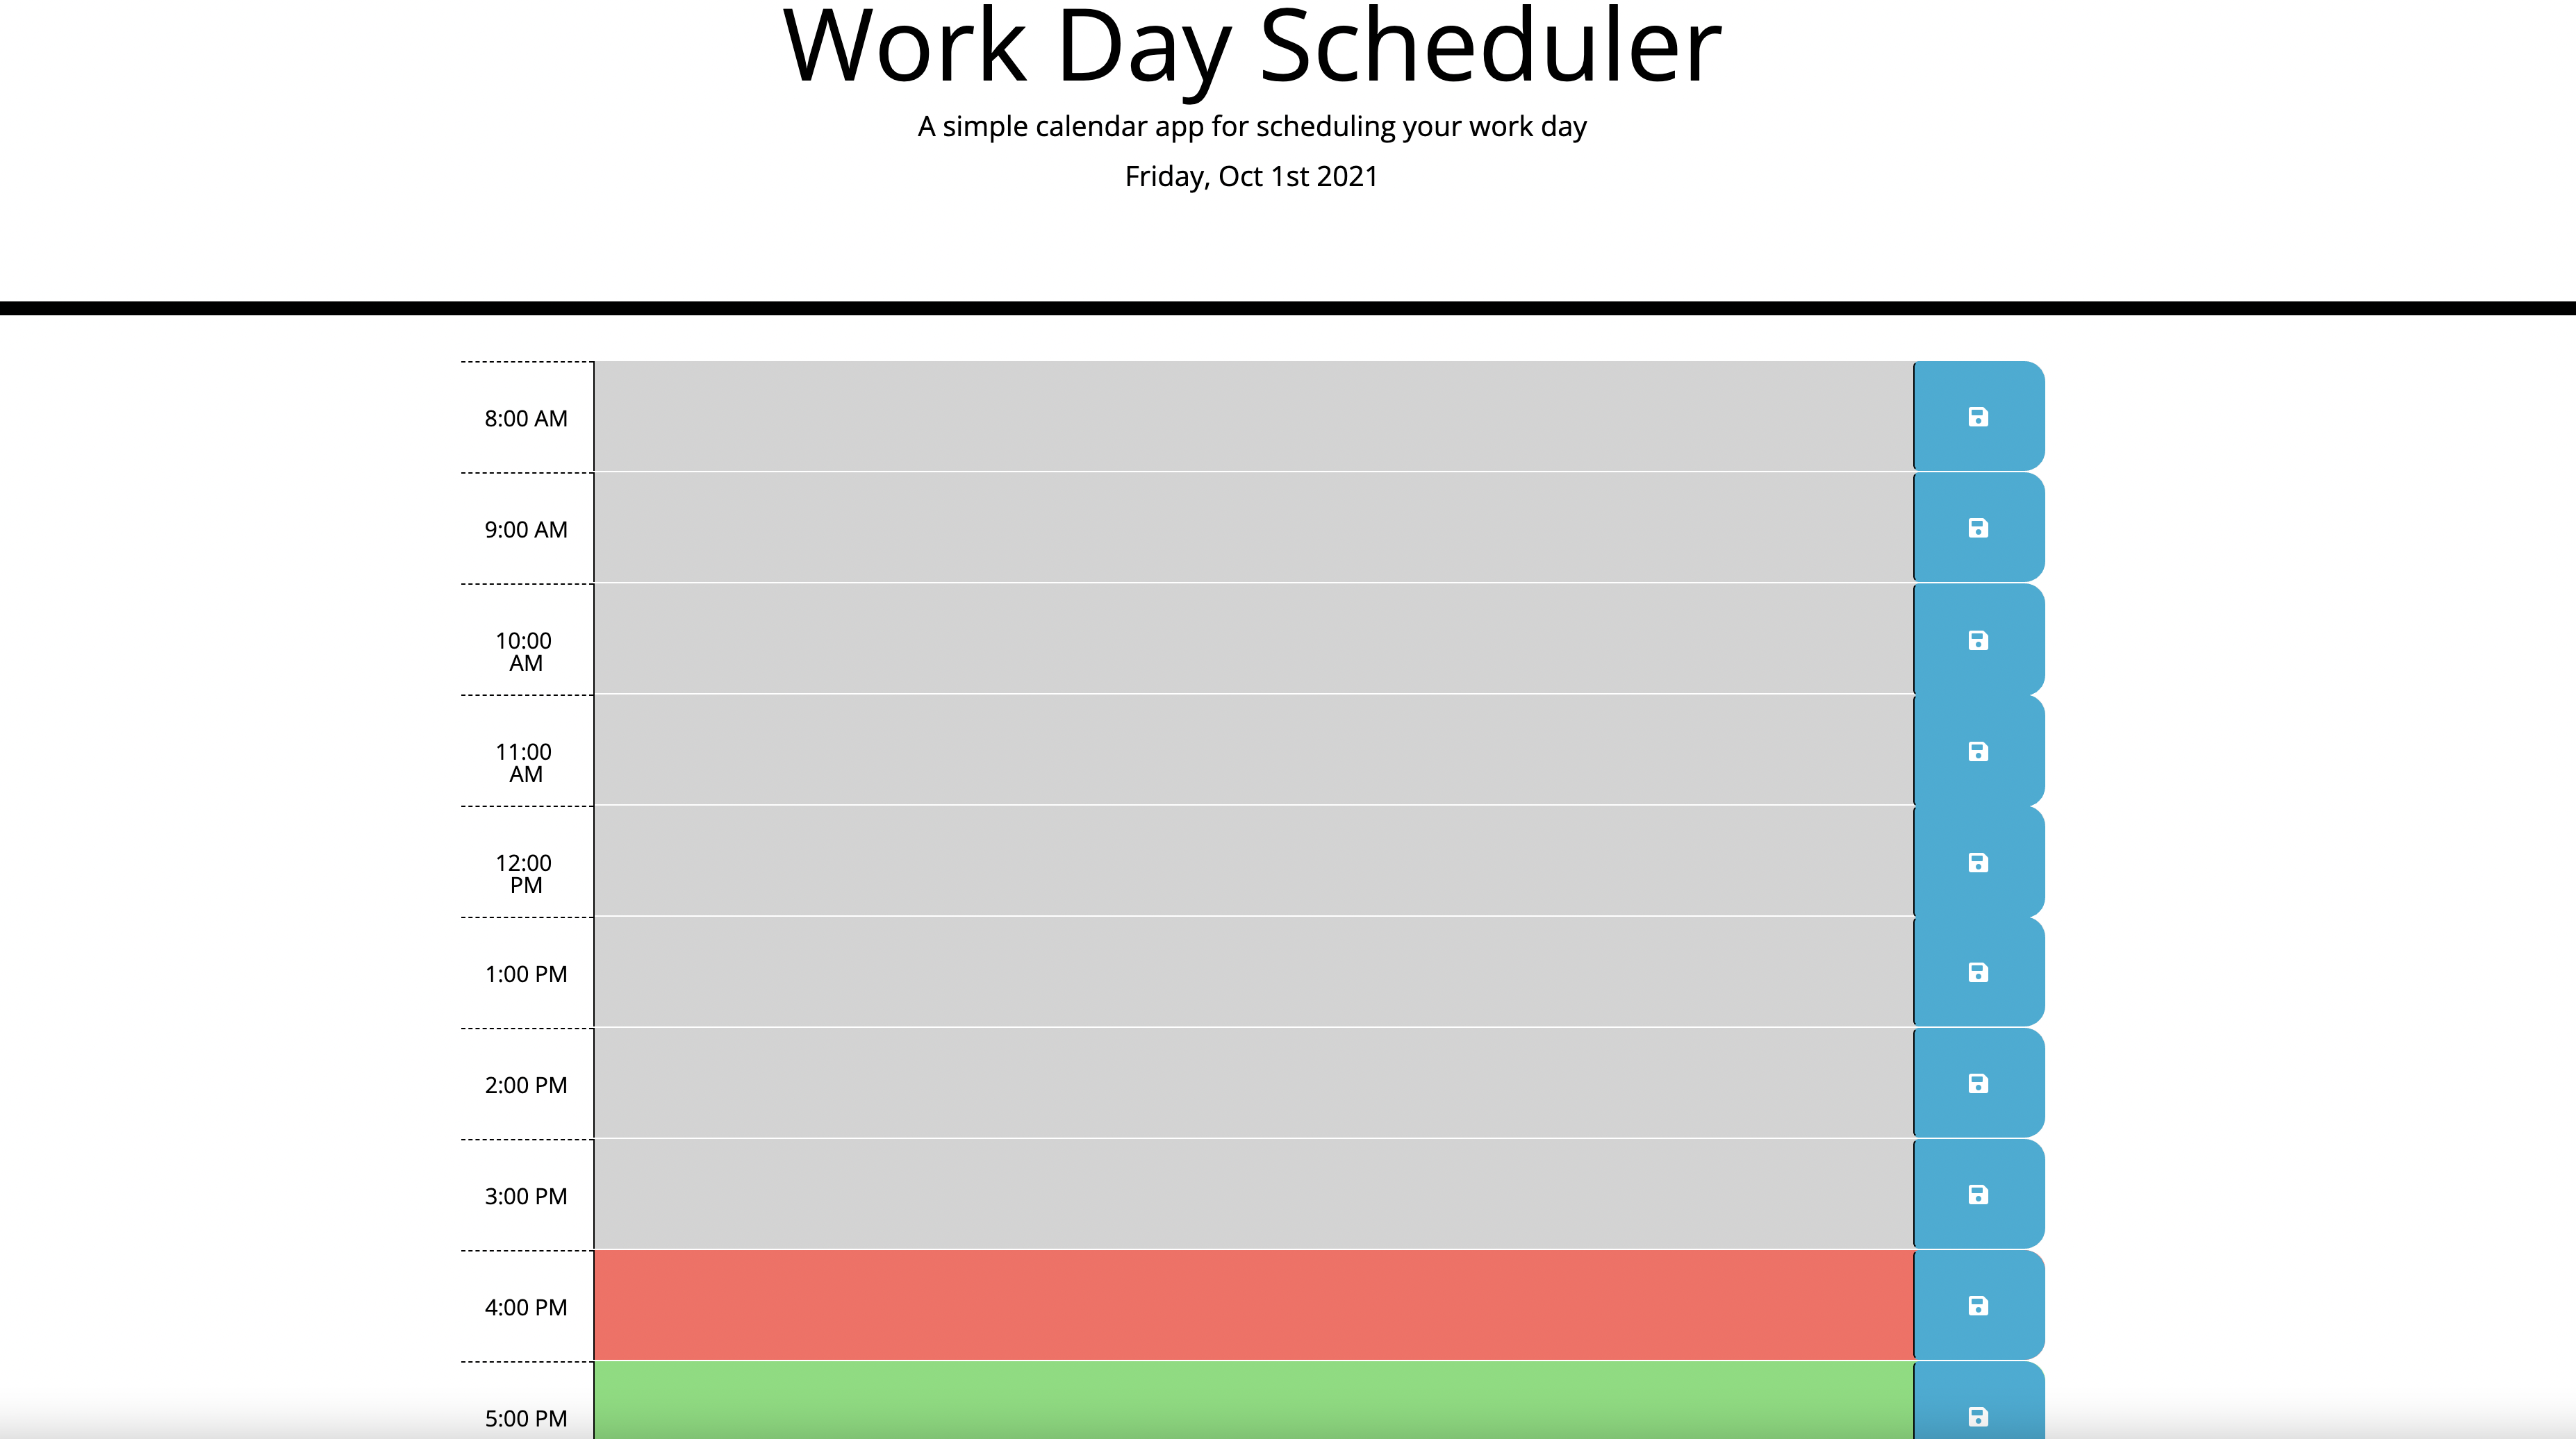 Work Day Scheduler
A simple calendar app for scheduling your work day
Friday, Oct 1st 2021
8:00 AM
9:00 AM
10:00
AM
11:00
AM
12:00
PM
1:00 PM
2:00 PM
3:00 PM
4:00 PM
5:00 PM